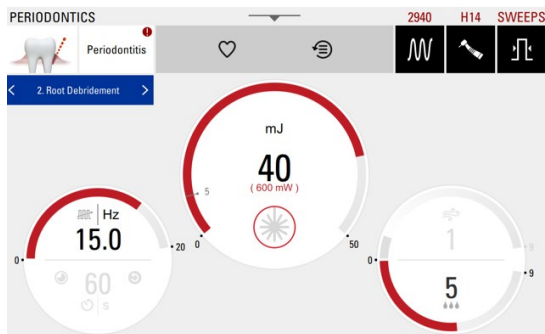 PERIODONTICS
2940 H14 SWEEPS
Periodontitis
2. Root Debridement
mJ
40
(600 mW)
5
0
50
Hz
15.0
0
20
60
s
1
9
0
9
5